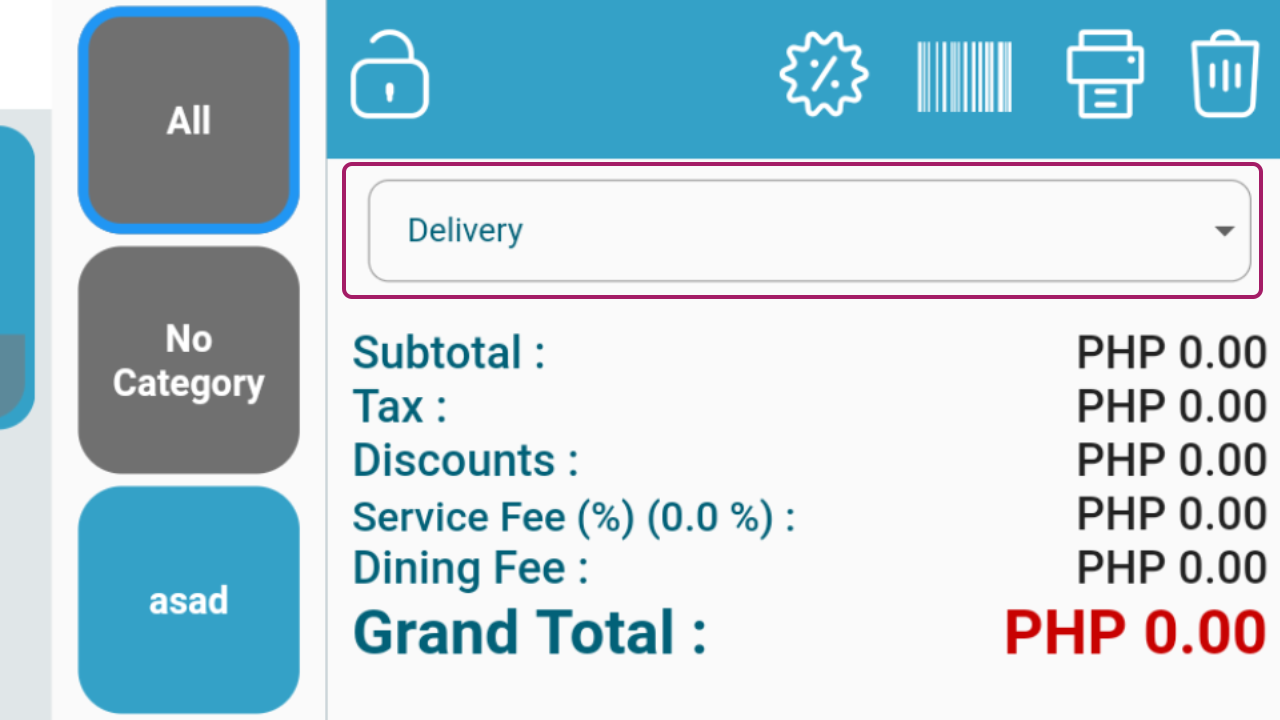 All
No
Category
asad
Delivery
Subtotal : PHP 0.00
Tax : PHP 0.00
Discounts : PHP 0.00
Service Fee (%) (0.0 %) : PHP 0.00
Dining Fee : PHP 0.00
Grand Total : PHP 0.00